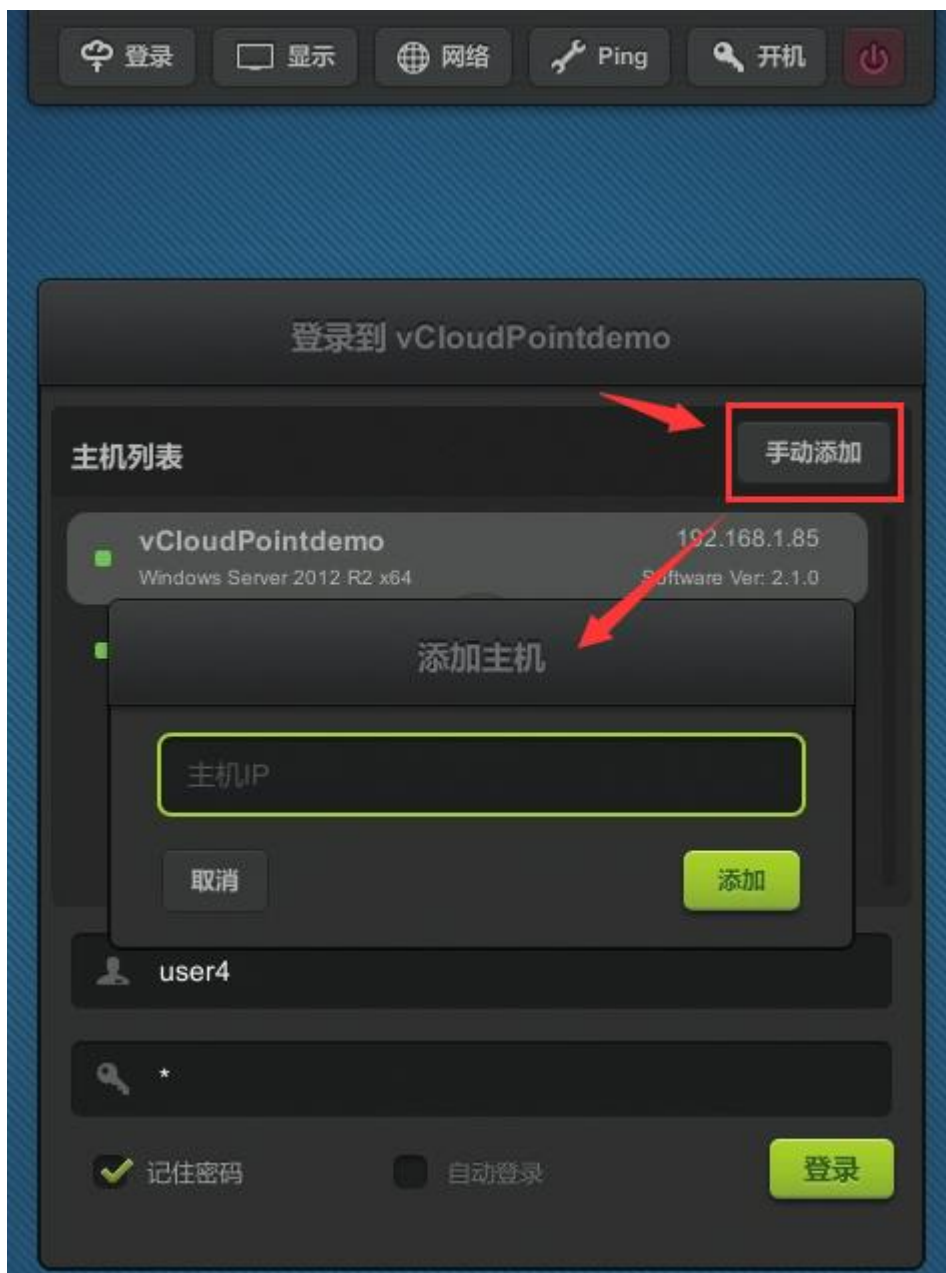 登录 显示 网络 Ping 开机
登录到 vCloudPointdemo
主机列表 手动添加
vCloudPointdemo 192.168.1.85
Windows Server 2012 R2 x64 Software Ver: 2.1.0
添加主机
主机IP
取消 添加
user4
*
记住密码 自动登录 登录